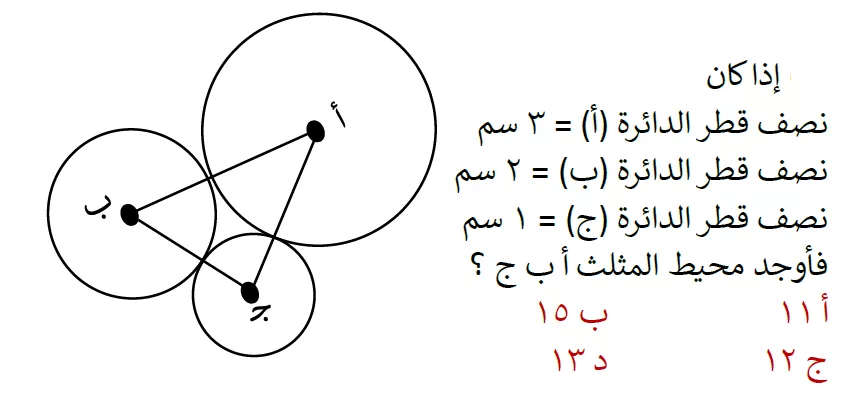 إذا كان
نصف قطر الدائرة (أ) = ٣ سم
نصف قطر الدائرة (ب) = ٢ سم
نصف قطر الدائرة (ج) = ١ سم
فأوجد محيط المثلث أ ب ج ؟
أ ١١ ب ١٥
ج ١٢ د ١٣
أ
ب
ج